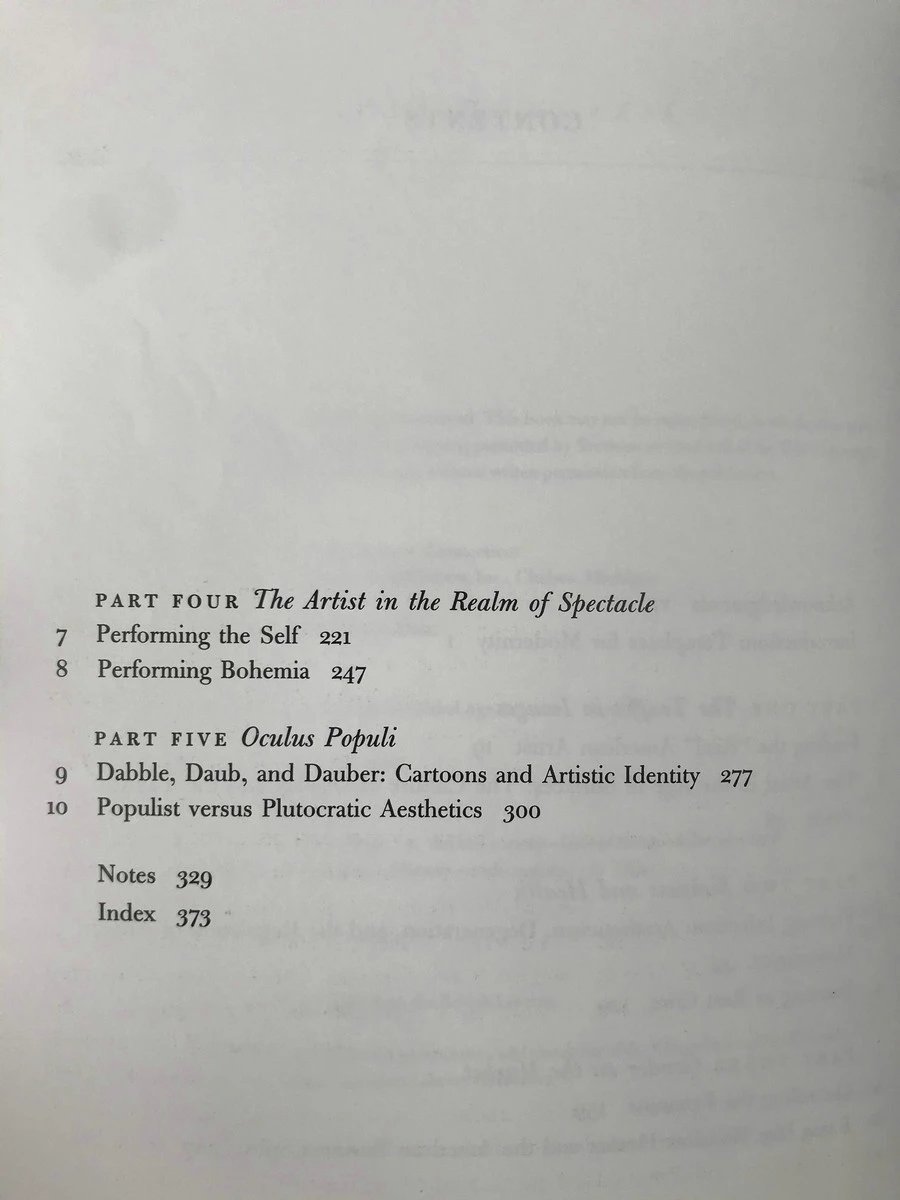 PART FOUR The Artist in the Realm of Spectacle
7 Performing the Self 221
8 Performing Bohemia 247
PART FIVE Oculus Populi
9 Dabble, Daub, and Dauber: Cartoons and Artistic Identity 277
10 Populist versus Plutocratic Aesthetics 300
Notes 329
Index 373